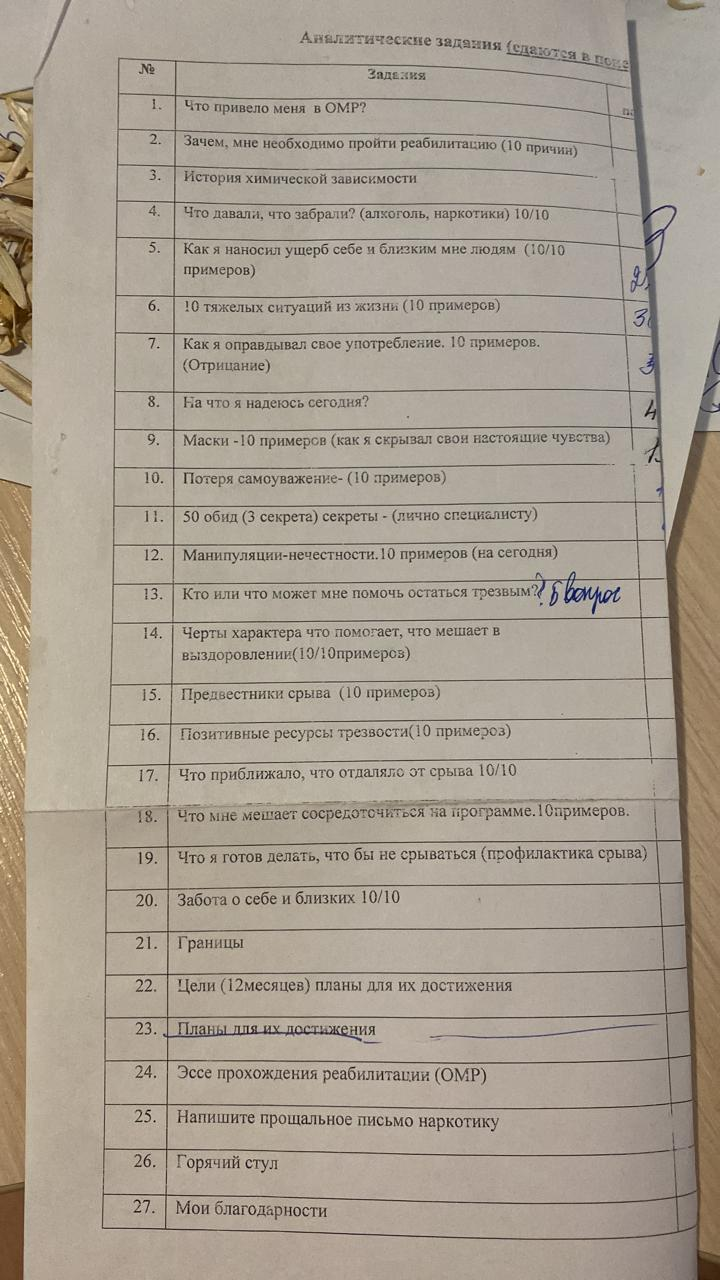 Аналитические задания (сдаются в
№ Задания
1. Что привело меня в ОМР?
2. Зачем, мне необходимо пройти реабилитацию (10 причин)
3. История химической зависимости
4. Что давали, что забрали? (алкоголь, наркотики) 10/10
5. Как я наносил ущерб себе и близким мне людям (10/10
примеров)
6. 10 тяжелых ситуаций из жизни (10 примеров)
7. Как я оправдывал свое употребление. 10 примеров.
(Отрицание)
8. На что я надеюсь сегодня?
9. Маски -10 примеров (как я скрывал свои настоящие чувства)
10. Потеря самоуважение- (10 примеров)
11. 50 обид (3 секрета) секреты - (лично специалисту)
12. Манипуляции-нечестности.10 примеров (на сегодня)
13. Кто или что может мне помочь остаться трезвым? ? 5 вопрос
14. Черты характера что помогает, что мешает в
выздоровлении(10/10примеров)
15. Предвестники срыва (10 примеров)
16. Позитивные ресурсы трезвости(10 примеров)
17. Что приближало, что отдаляло от срыва 10/10
18. Что мне мешает сосредоточиться на программе.10примеров.
19. Что я готов делать, что бы не срываться (профилактика срыва)
20. Забота о себе и близких 10/10
21. Границы
22. Цели (12месяцев) планы для их достижения
23. Планы для их достижения
24. Эссе прохождения реабилитации (ОМР)
25. Напишите прощальное письмо наркотику
26. Горячий стул
27. Мои благодарности